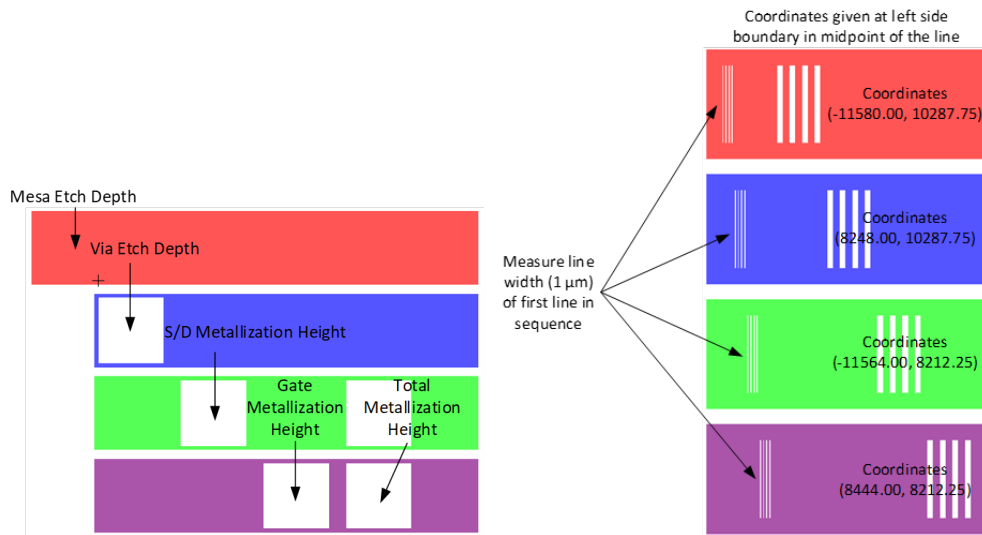 Mesa Etch Depth
Via Etch Depth
S/D Metallization Height
Gate
Metallization
Height
Total
Metallization
Height
Coordinates given at left side
boundary in midpoint of the line
Measure line
width (1 µm)
of first line in
sequence
Coordinates
(-11580.00, 10287.75)
Coordinates
(8248.00, 10287.75)
Coordinates
(-11564.00, 8212.25)
Coordinates
(8444.00, 8212.25)